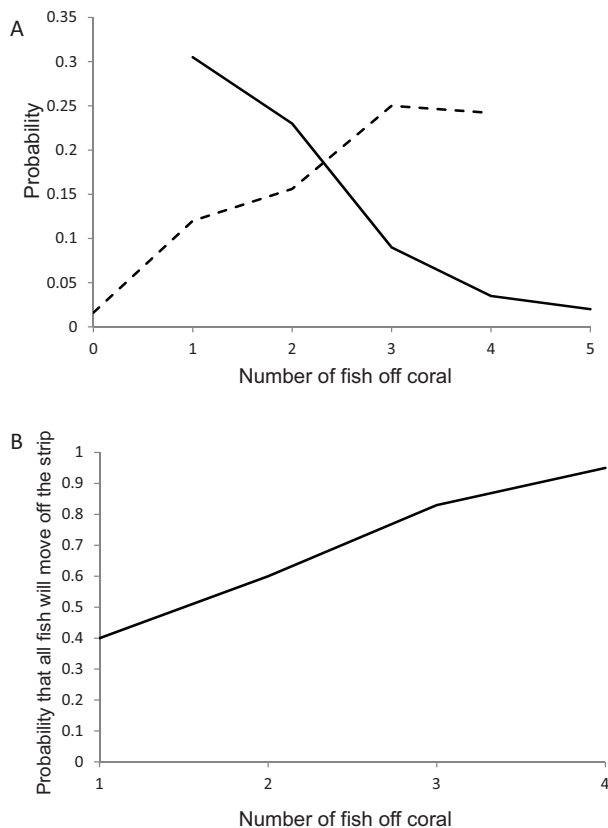 A
0.35
0.3
0.25
0.2
0.15
0.1
0.05
0
Probability
0 1 2 3 4 5
Number of fish off coral
B
1
0.9
0.8
0.7
0.6
0.5
0.4
0.3
0.2
0.1
0
Probability that all fish will move off the strip
1 2 3 4
Number of fish off coral